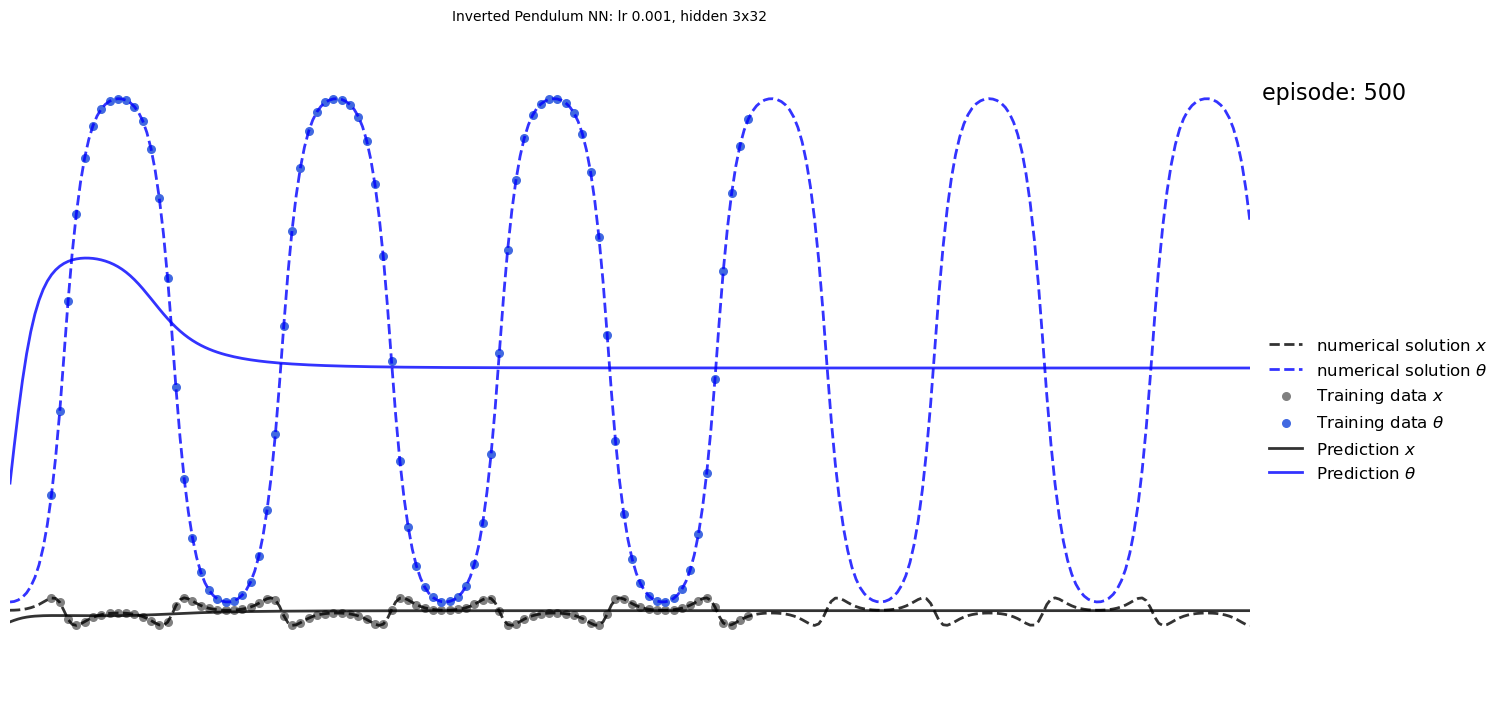 Inverted Pendulum NN: lr 0.001, hidden 3x32
episode: 500
numerical solution x
numerical solution θ
Training data x
Training data θ
Prediction x
Prediction θ